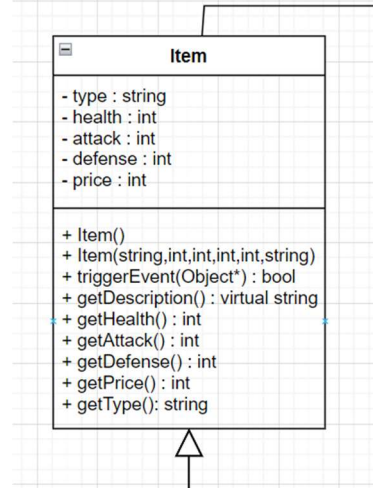 Item
- type : string
- health : int
- attack : int
- defense : int
- price : int
+ Item()
+ Item(string,int,int,int,int,string)
+ triggerEvent(Object*) : bool
+ getDescription() : virtual string
+ getHealth() : int
+ getAttack() : int
+ getDefense() : int
+ getPrice() : int
+ getType(): string